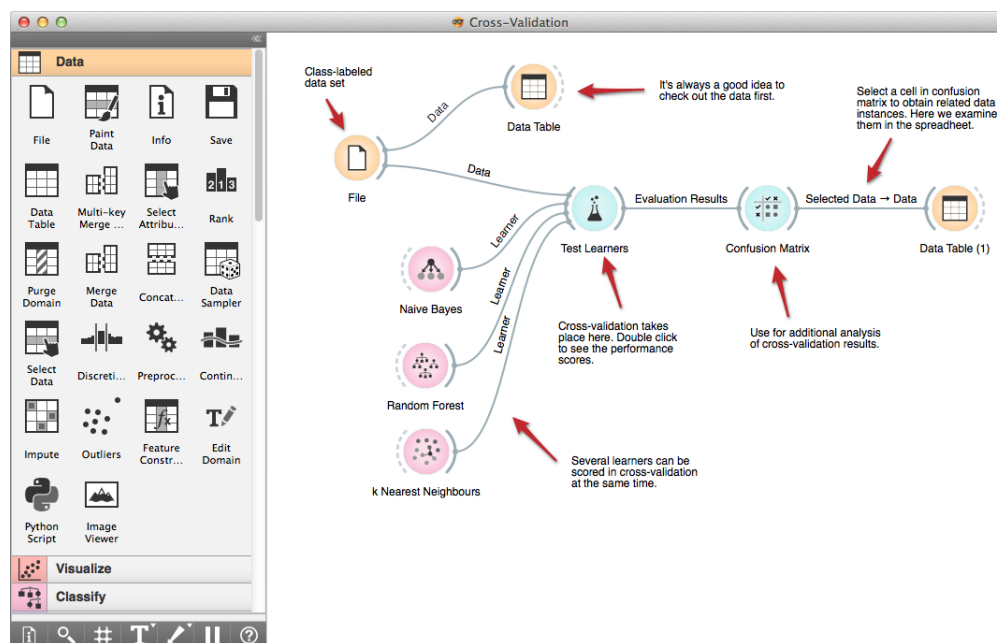 Cross-Validation
Data
File
Paint
Data
Info
Save
Data
Table
Multi-key
Merge ...
Select
Attribu...
Rank
Purge
Domain
Merge
Data
Concat...
Data
Sampler
Select
Data
Discreti...
Preproc...
Contin...
Impute
Outliers
Feature
Constr...
Edit
Domain
Python
Script
Image
Viewer
Visualize
Classify
Class-labeled
data set
File
Data
Data Table
It's always a good idea to
check out the data first.
Data
Learner
Learner
Learner
Naive Bayes
Random Forest
k Nearest Neighbours
Test Learners
Evaluation Results
Confusion Matrix
Selected Data → Data
Data Table (1)
Select a cell in confusion
matrix to obtain related data
instances. Here we examine
them in the spreadheet.
Cross-validation takes
place here. Double click
to see the performance
scores.
Use for additional analysis
of cross-validation results.
Several learners can be
scored in cross-validation
at the same time.